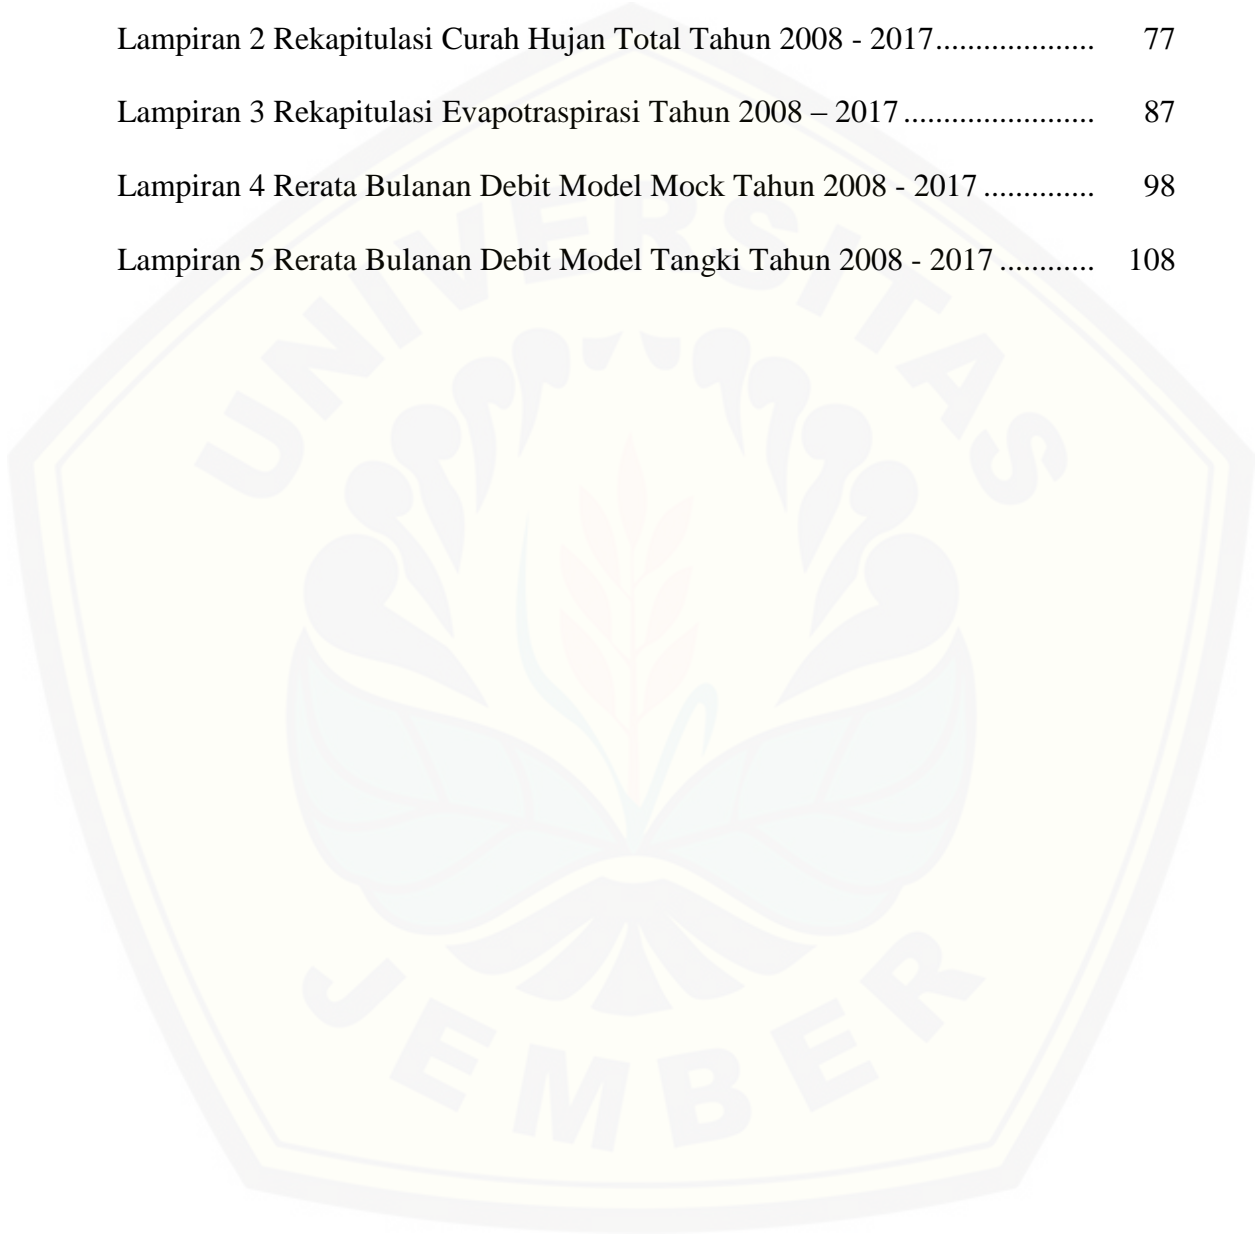 Lampiran 2 Rekapitulasi Curah Hujan Total Tahun 2008 - 2017.................... 77
Lampiran 3 Rekapitulasi Evapotraspirasi Tahun 2008 – 2017........................ 87
Lampiran 4 Rerata Bulanan Debit Model Mock Tahun 2008 - 2017.............. 98
Lampiran 5 Rerata Bulanan Debit Model Tangki Tahun 2008 - 2017............ 108
UNIVERSITAS
JEMBER